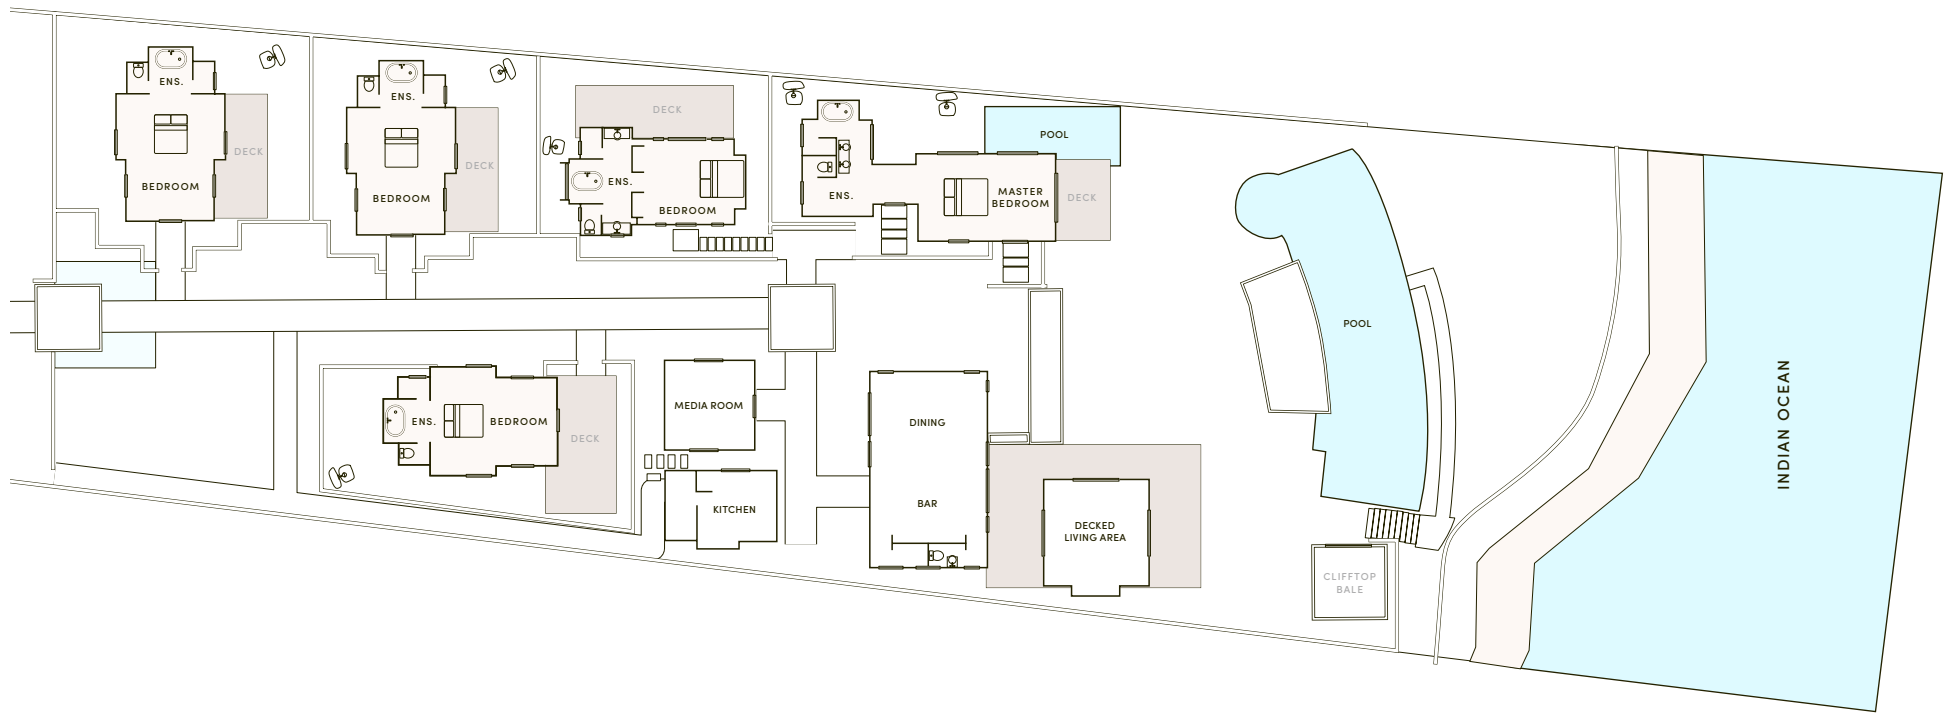 ENS.
DECK
BEDROOM
ENS.
DECK
BEDROOM
DECK
ENS.
BEDROOM
POOL
ENS.
MASTER
BEDROOM
DECK
ENS.
BEDROOM
DECK
MEDIA ROOM
KITCHEN
DINING
BAR
DECKED
LIVING AREA
POOL
CLIFFTOP
BALE
INDIAN OCEAN